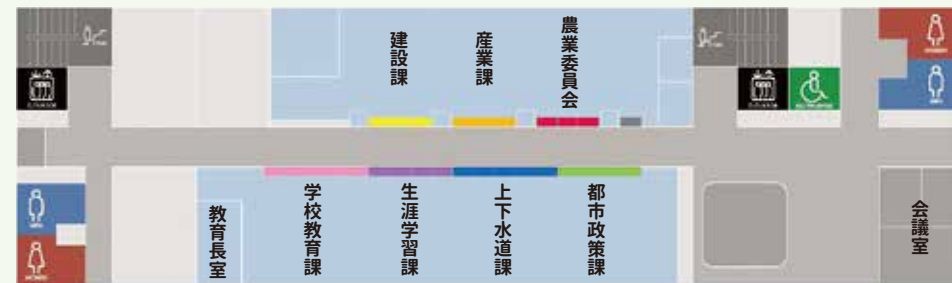 建設課
産業課
農業委員会
教育長室
学校教育課
生涯学習課
上下水道課
都市政策課
会議室